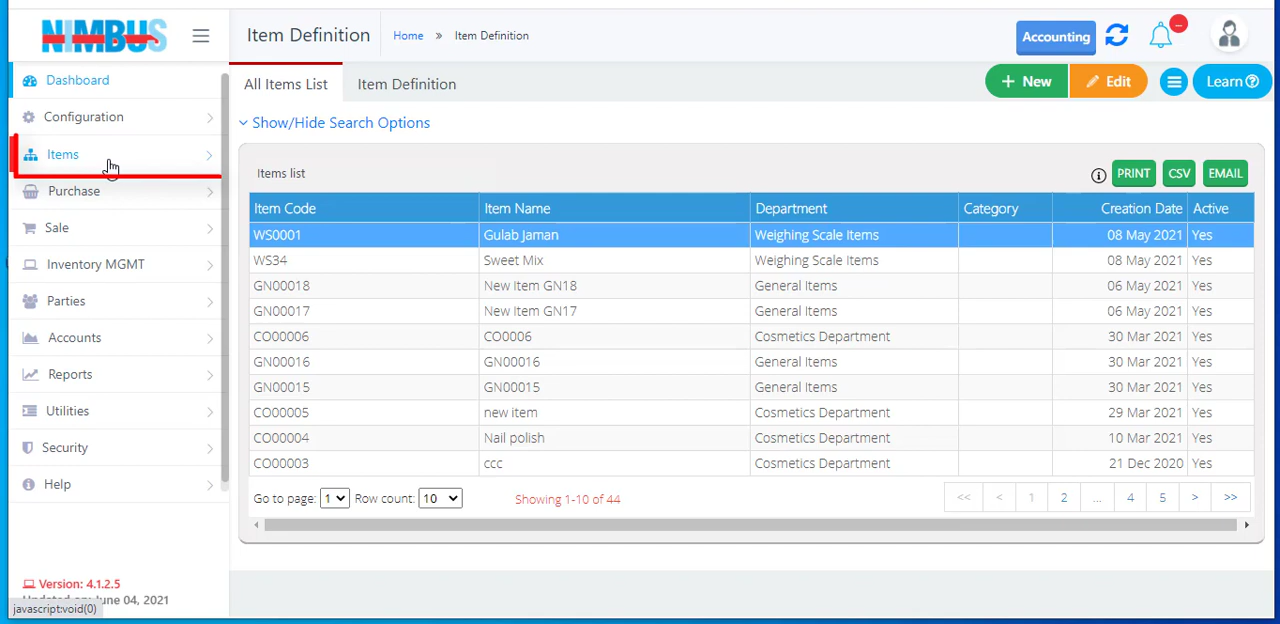 NIMBUS
Item Definition
Home » Item Definition
Accounting
–
Dashboard
Configuration
Items
Purchase
Sale
Inventory MGMT
Parties
Accounts
Reports
Utilities
Security
Help
Version: 4.1.2.5
June 04, 2021
javascript:void(0)
All Items List
Item Definition
+ New
Edit
Learn
Show/Hide Search Options
Items list
PRINT
CSV
EMAIL
Item Code Item Name Department Category Creation Date Active
WS0001 Gulab Jaman Weighing Scale Items 08 May 2021 Yes
WS34 Sweet Mix Weighing Scale Items 08 May 2021 Yes
GN00018 New Item GN18 General Items 06 May 2021 Yes
GN00017 New Item GN17 General Items 06 May 2021 Yes
CO00006 CO0006 Cosmetics Department 30 Mar 2021 Yes
GN00016 GN00016 General Items 30 Mar 2021 Yes
GN00015 GN00015 General Items 30 Mar 2021 Yes
CO00005 new item Cosmetics Department 29 Mar 2021 Yes
CO00004 Nail polish Cosmetics Department 10 Mar 2021 Yes
CO00003 ccc Cosmetics Department 21 Dec 2020 Yes
Go to page: 1 Row count: 10 Showing 1-10 of 44 << < 1 2 ... 4 5 > >>